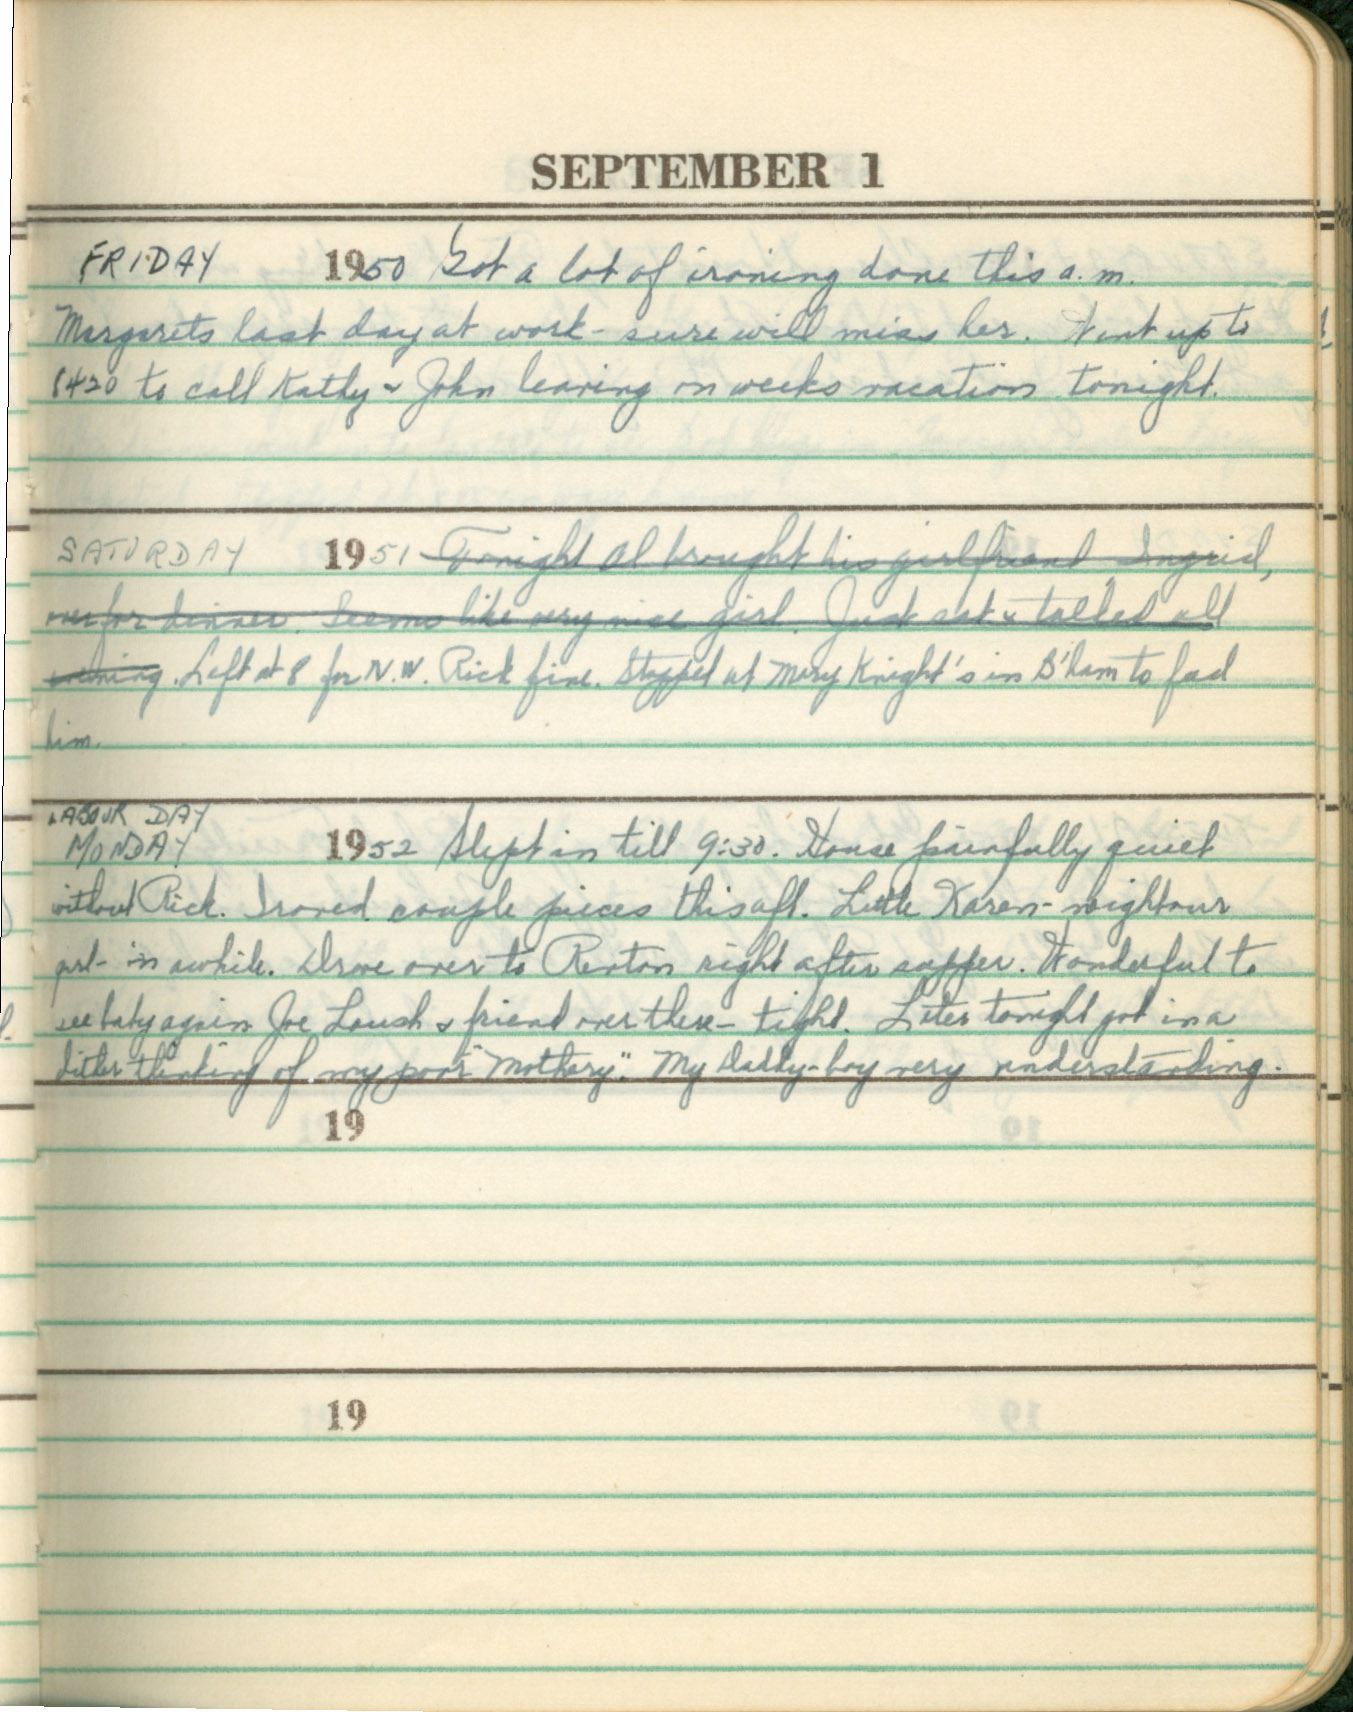 SEPTEMBER 1
FRIDAY 1950 Got a lot of ironing done this a.m.
Margarets last day at work - sure will miss her. Went up to
1420 to call Kathy & John leaving on weeks vacation tonight.
SATURDAY 1951 Tonight Al brought his girlfriend, Ingrid,
over for dinner. Seems like very nice girl. Just sat & talked all
evening. Left at 8 for N.W. Rick fine. Stopped at Mary Knight's in B'ham to feed
him.
LABOUR DAY
MONDAY 1952 Slept in till 9:30. House painfully quiet
without Rick. Ironed couple pieces this aft. Little Karen - neighbour
girl - in awhile. Drove over to Renton right after supper. Wonderful to
see baby again. Joe & friend over there - tight. Later tonight got in a
dither thinking of my poor "Mothery". My Daddy-boy very understanding.
19
19